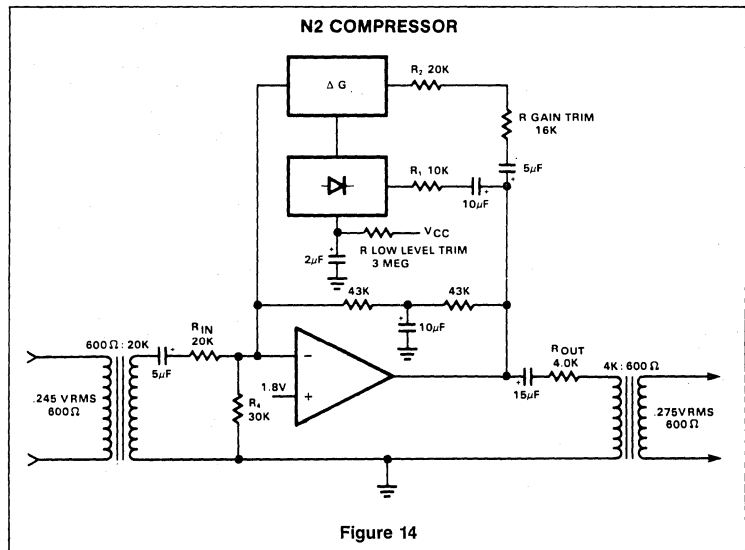 N2 COMPRESSOR
Δ G
R2 20K
R GAIN TRIM
16K
5μF
+
R1 10K
10μF
+
VCC
R LOW LEVEL TRIM
3 MEG
+
2μF
43K
43K
+
10μF
600Ω: 20K
RIN
20K
+
5μF
.245 VRMS
600Ω
R4
30K
1.8V
−
+
+
15μF
ROUT
4.0K
4K: 600Ω
.275VRMS
600Ω
Figure 14